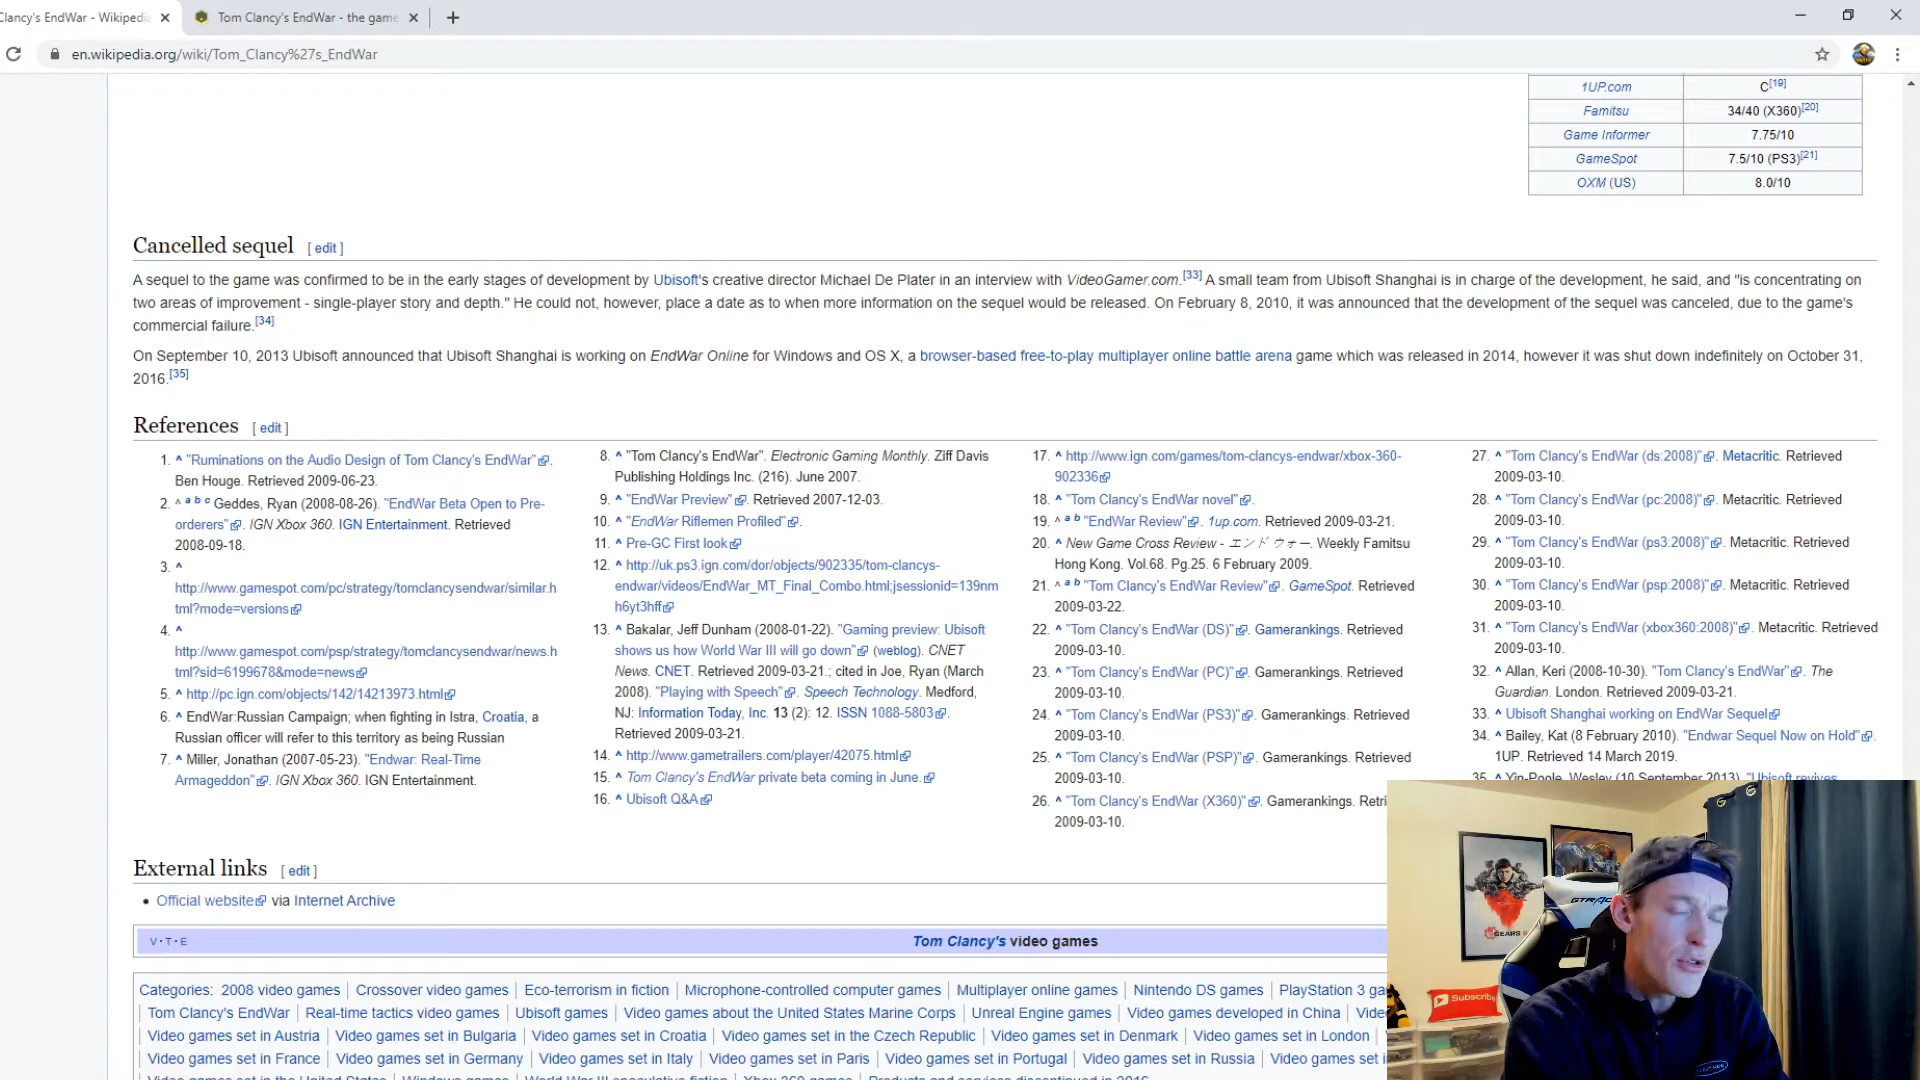 Clancy's EndWar - Wikipedia
Tom Clancy's EndWar - the game
en.wikipedia.org/wiki/Tom_Clancy%27s_EndWar
1UP.com C[19]
Famitsu 34/40 (X360)[20]
Game Informer 7.75/10
GameSpot 7.5/10 (PS3)[21]
OXM (US) 8.0/10
Cancelled sequel [ edit ]
A sequel to the game was confirmed to be in the early stages of development by Ubisoft's creative director Michael De Plater in an interview with VideoGamer.com.[33] A small team from Ubisoft Shanghai is in charge of the development, he said, and "is concentrating on
two areas of improvement - single-player story and depth." He could not, however, place a date as to when more information on the sequel would be released. On February 8, 2010, it was announced that the development of the sequel was canceled, due to the game's
commercial failure.[34]
On September 10, 2013 Ubisoft announced that Ubisoft Shanghai is working on EndWar Online for Windows and OS X, a browser-based free-to-play multiplayer online battle arena game which was released in 2014, however it was shut down indefinitely on October 31,
2016.[35]
References [ edit ]
1. ^ "Ruminations on the Audio Design of Tom Clancy's EndWar".
Ben Houge. Retrieved 2009-06-23.
2. ^ a b c Geddes, Ryan (2008-08-26). "EndWar Beta Open to Pre-
orderers". IGN Xbox 360. IGN Entertainment. Retrieved
2008-09-18.
3. ^
http://www.gamespot.com/pc/strategy/tomclancysendwar/similar.h
tml?mode=versions
4. ^
http://www.gamespot.com/psp/strategy/tomclancysendwar/news.h
tml?sid=6199678&mode=news
5. ^ http://pc.ign.com/objects/142/14213973.html
6. ^ EndWar:Russian Campaign; when fighting in Istra, Croatia, a
Russian officer will refer to this territory as being Russian
7. ^ Miller, Jonathan (2007-05-23). "Endwar: Real-Time
Armageddon". IGN Xbox 360. IGN Entertainment.
8. ^ "Tom Clancy's EndWar". Electronic Gaming Monthly. Ziff Davis
Publishing Holdings Inc. (216). June 2007.
9. ^ "EndWar Preview". Retrieved 2007-12-03.
10. ^ "EndWar Riflemen Profiled".
11. ^ Pre-GC First look
12. ^ http://uk.ps3.ign.com/dor/objects/902335/tom-clancys-
endwar/videos/EndWar_MT_Final_Combo.html;jsessionid=139nm
h6yt3hff
13. ^ Bakalar, Jeff Dunham (2008-01-22). "Gaming preview: Ubisoft
shows us how World War III will go down" (weblog). CNET
News. CNET. Retrieved 2009-03-21.; cited in Joe, Ryan (March
2008). "Playing with Speech". Speech Technology. Medford,
NJ: Information Today, Inc. 13 (2): 12. ISSN 1088-5803.
Retrieved 2009-03-21.
14. ^ http://www.gametrailers.com/player/42075.html
15. ^ Tom Clancy's EndWar private beta coming in June.
16. ^ Ubisoft Q&A
17. ^ http://www.ign.com/games/tom-clancys-endwar/xbox-360-
902336
18. ^ "Tom Clancy's EndWar novel".
19. ^ a b "EndWar Review". 1up.com. Retrieved 2009-03-21.
20. ^ New Game Cross Review - エンド ウォー. Weekly Famitsu
Hong Kong. Vol.68. Pg.25. 6 February 2009.
21. ^ a b "Tom Clancy's EndWar Review". GameSpot. Retrieved
2009-03-22.
22. ^ "Tom Clancy's EndWar (DS)". Gamerankings. Retrieved
2009-03-10.
23. ^ "Tom Clancy's EndWar (PC)". Gamerankings. Retrieved
2009-03-10.
24. ^ "Tom Clancy's EndWar (PS3)". Gamerankings. Retrieved
2009-03-10.
25. ^ "Tom Clancy's EndWar (PSP)". Gamerankings. Retrieved
2009-03-10.
26. ^ "Tom Clancy's EndWar (X360)". Gamerankings. Retri
2009-03-10.
27. ^ "Tom Clancy's EndWar (ds:2008)". Metacritic. Retrieved
2009-03-10.
28. ^ "Tom Clancy's EndWar (pc:2008)". Metacritic. Retrieved
2009-03-10.
29. ^ "Tom Clancy's EndWar (ps3:2008)". Metacritic. Retrieved
2009-03-10.
30. ^ "Tom Clancy's EndWar (psp:2008)". Metacritic. Retrieved
2009-03-10.
31. ^ "Tom Clancy's EndWar (xbox360:2008)". Metacritic. Retrieved
2009-03-10.
32. ^ Allan, Keri (2008-10-30). "Tom Clancy's EndWar". The
Guardian. London. Retrieved 2009-03-21.
33. ^ Ubisoft Shanghai working on EndWar Sequel
34. ^ Bailey, Kat (8 February 2010). "Endwar Sequel Now on Hold".
1UP. Retrieved 14 March 2019.
35. ^ Yin-Poole, Wesley (10 September 2013). "Ubisoft revives
External links [ edit ]
• Official website via Internet Archive
V·T·E Tom Clancy's video games
Categories: 2008 video games | Crossover video games | Eco-terrorism in fiction | Microphone-controlled computer games | Multiplayer online games | Nintendo DS games | PlayStation 3 ga
| Tom Clancy's EndWar | Real-time tactics video games | Ubisoft games | Video games about the United States Marine Corps | Unreal Engine games | Video games developed in China | Vide
| Video games set in Austria | Video games set in Bulgaria | Video games set in Croatia | Video games set in the Czech Republic | Video games set in Denmark | Video games set in London |
| Video games set in France | Video games set in Germany | Video games set in Italy | Video games set in Paris | Video games set in Portugal | Video games set in Russia | Video games set i
| Video games set in the United States | Windows games | World War III speculative fiction | Xbox 360 games | Products and services discontinued in 2016
GEARS
Subscribe